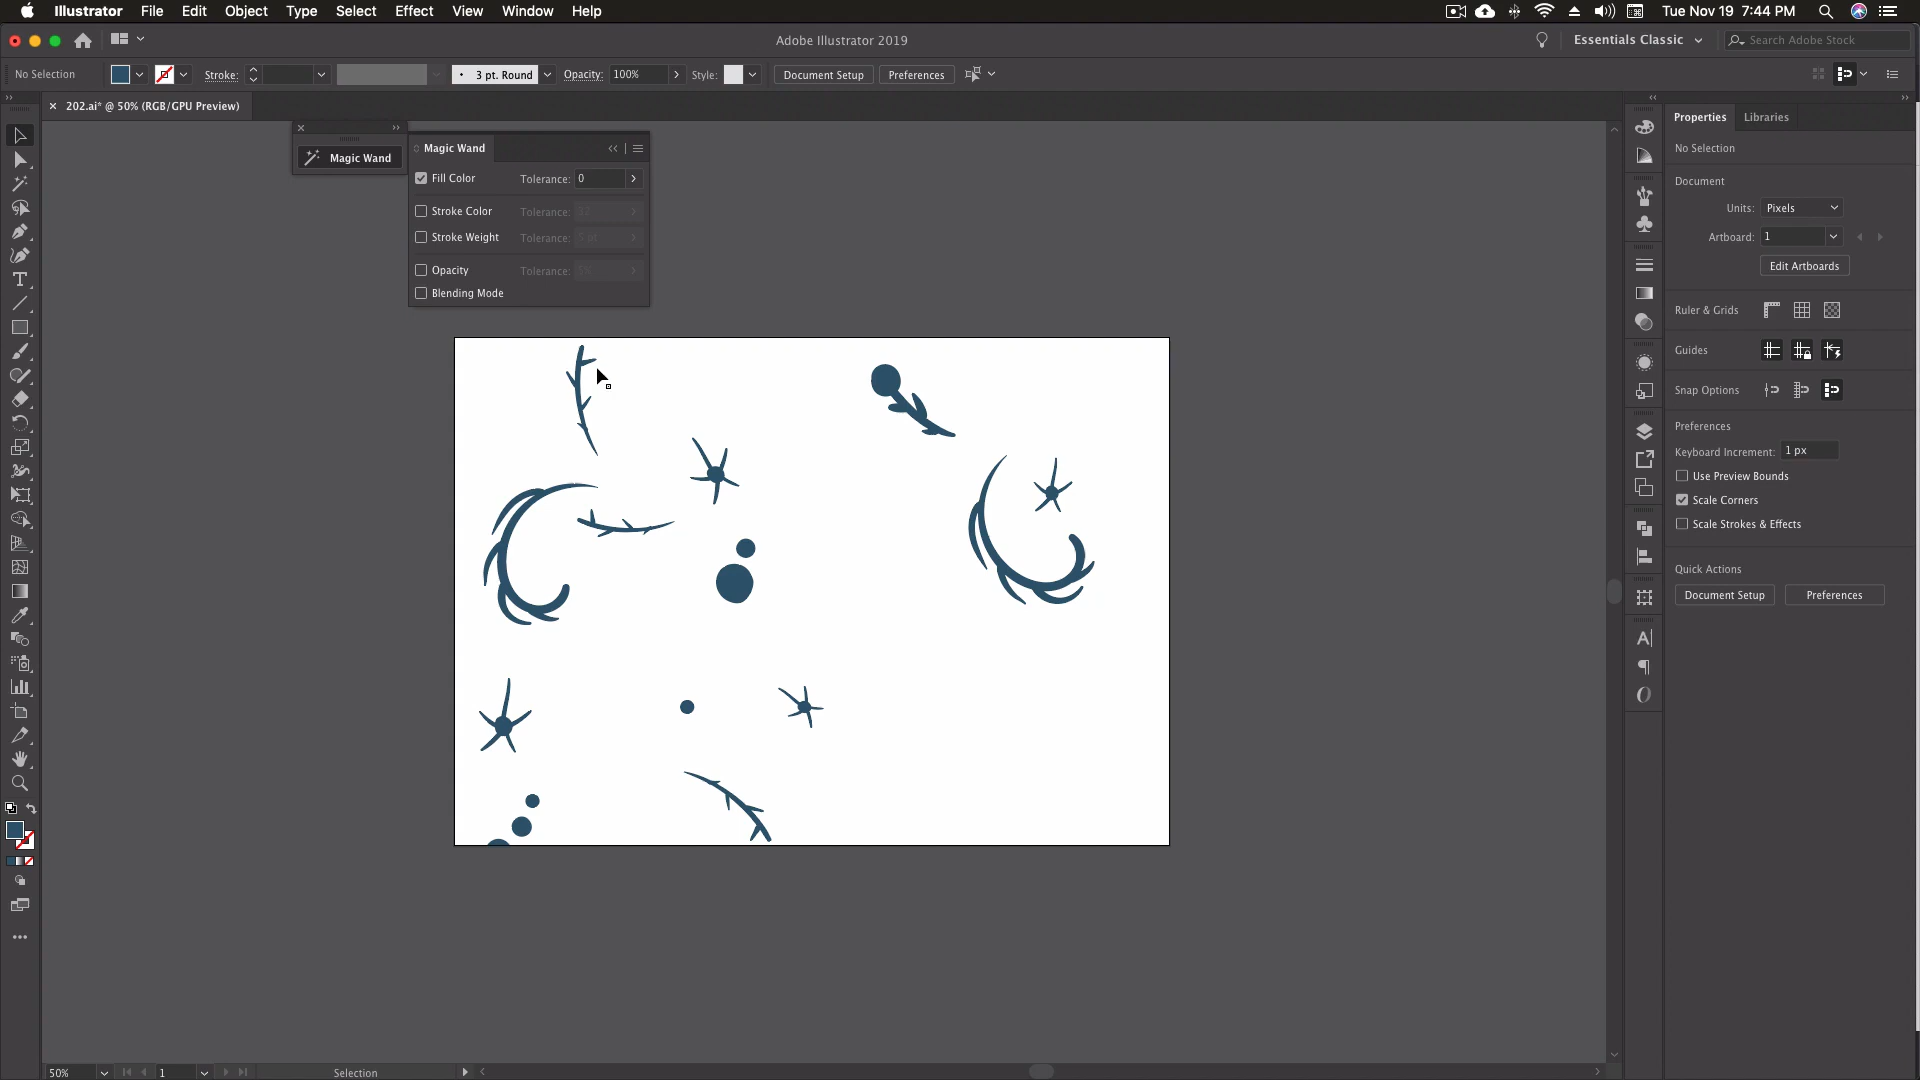 Illustrator File Edit Object Type Select Effect View Window Help
Tue Nov 19 7:44 PM
Adobe Illustrator 2019
Essentials Classic
Search Adobe Stock
No Selection
Stroke:
3 pt. Round
Opacity: 100%
Style:
Document Setup
Preferences
202.ai* @ 50% (RGB/GPU Preview)
Magic Wand
Magic Wand
Fill Color Tolerance: 0
Stroke Color Tolerance: 32
Stroke Weight Tolerance: 5 pt
Opacity Tolerance: 5%
Blending Mode
Properties Libraries
No Selection
Document
Units: Pixels
Artboard: 1
Edit Artboards
Ruler & Grids
Guides
Snap Options
Preferences
Keyboard Increment: 1 px
Use Preview Bounds
Scale Corners
Scale Strokes & Effects
Quick Actions
Document Setup Preferences
50% 1 Selection